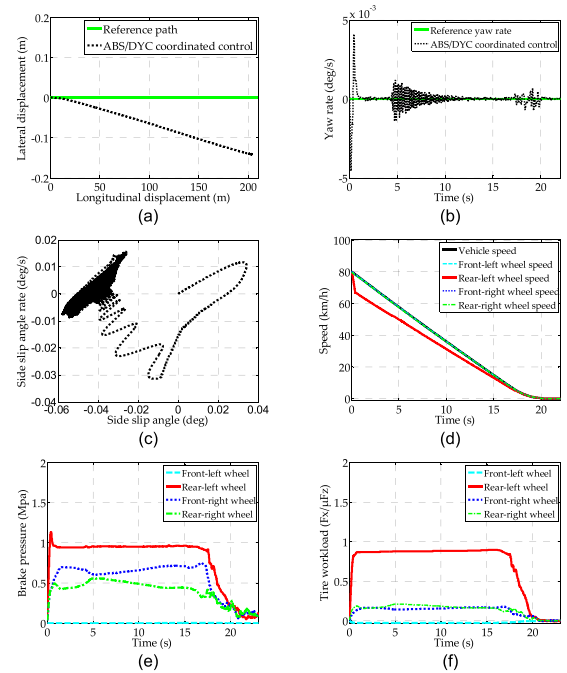 0.2
0.1
0
-0.1
-0.2
Lateral displacement (m)
Reference path
ABS/DYC coordinated control
0 50 100 150 200
Longitudinal displacement (m)
(a)
5 x 10 -3
0
-5
Yaw rate (deg/s)
Reference yaw rate
ABS/DYC coordinated control
0 5 10 15 20
Time (s)
(b)
0.02
0.01
0
-0.01
-0.02
-0.03
-0.04
Side slip angle rate (deg/s)
-0.06 -0.04 -0.02 0 0.02 0.04
Side slip angle (deg)
(c)
100
80
60
40
20
0
Speed (km/h)
Vehicle speed
Front-left wheel speed
Rear-left wheel speed
Front-right wheel speed
Rear-right wheel speed
0 5 10 15 20
Time (s)
(d)
2
1.5
1
0.5
0
Brake pressure (Mpa)
Front-left wheel
Rear-left wheel
Front-right wheel
Rear-right wheel
0 5 10 15 20
Time (s)
(e)
2
1.5
1
0.5
0
Tire workload (Fx/μFz)
Front-left wheel
Rear-left wheel
Front-right wheel
Rear-right wheel
0 5 10 15 20
Time (s)
(f)